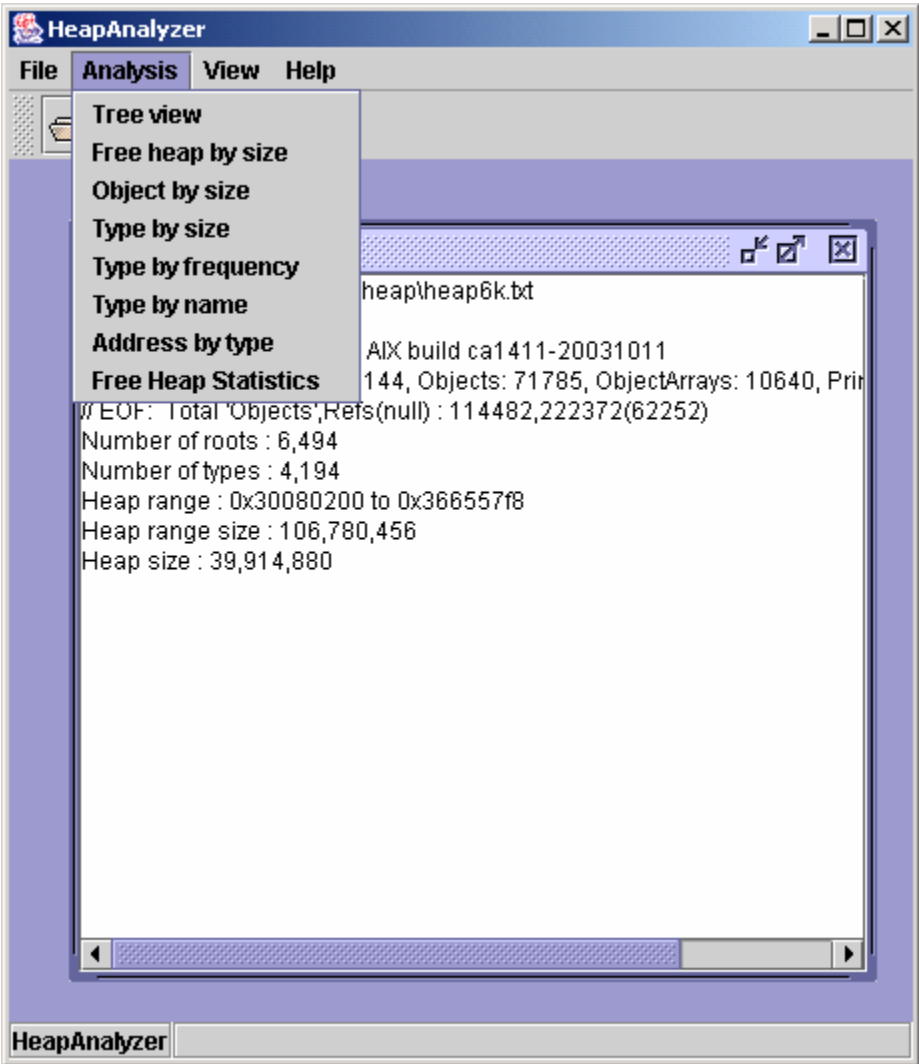 HeapAnalyzer
File Analysis View Help
Tree view
Free heap by size
Object by size
Type by size
Type by frequency
Type by name
Address by type
Free Heap Statistics
heap\heap6k.txt
AIX build ca1411-20031011
144, Objects: 71785, ObjectArrays: 10640, Prir
// EOF: Total 'Objects',Refs(null) : 114482,222372(62252)
Number of roots : 6,494
Number of types : 4,194
Heap range : 0x30080200 to 0x366557f8
Heap range size : 106,780,456
Heap size : 39,914,880
HeapAnalyzer